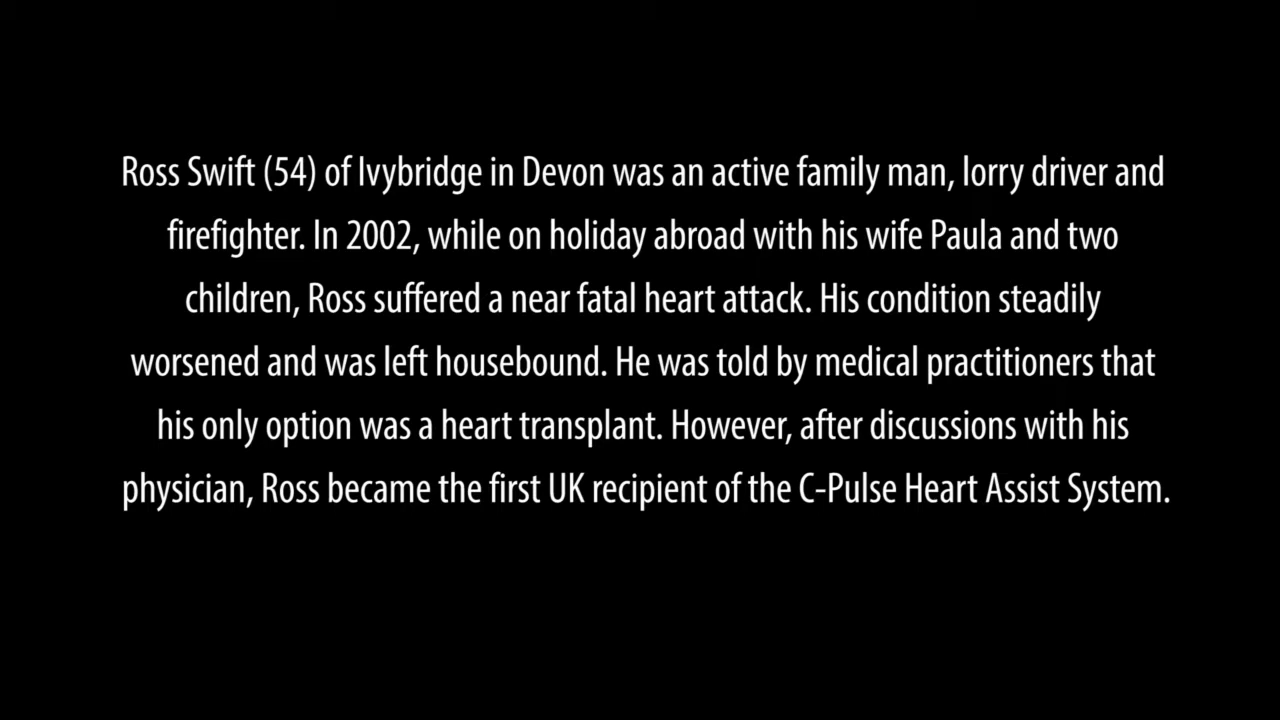 Ross Swift (54) of Ivybridge in Devon was an active family man, lorry driver and
firefighter. In 2002, while on holiday abroad with his wife Paula and two
children, Ross suffered a near fatal heart attack. His condition steadily
worsened and was left housebound. He was told by medical practitioners that
his only option was a heart transplant. However, after discussions with his
physician, Ross became the first UK recipient of the C-Pulse Heart Assist System.